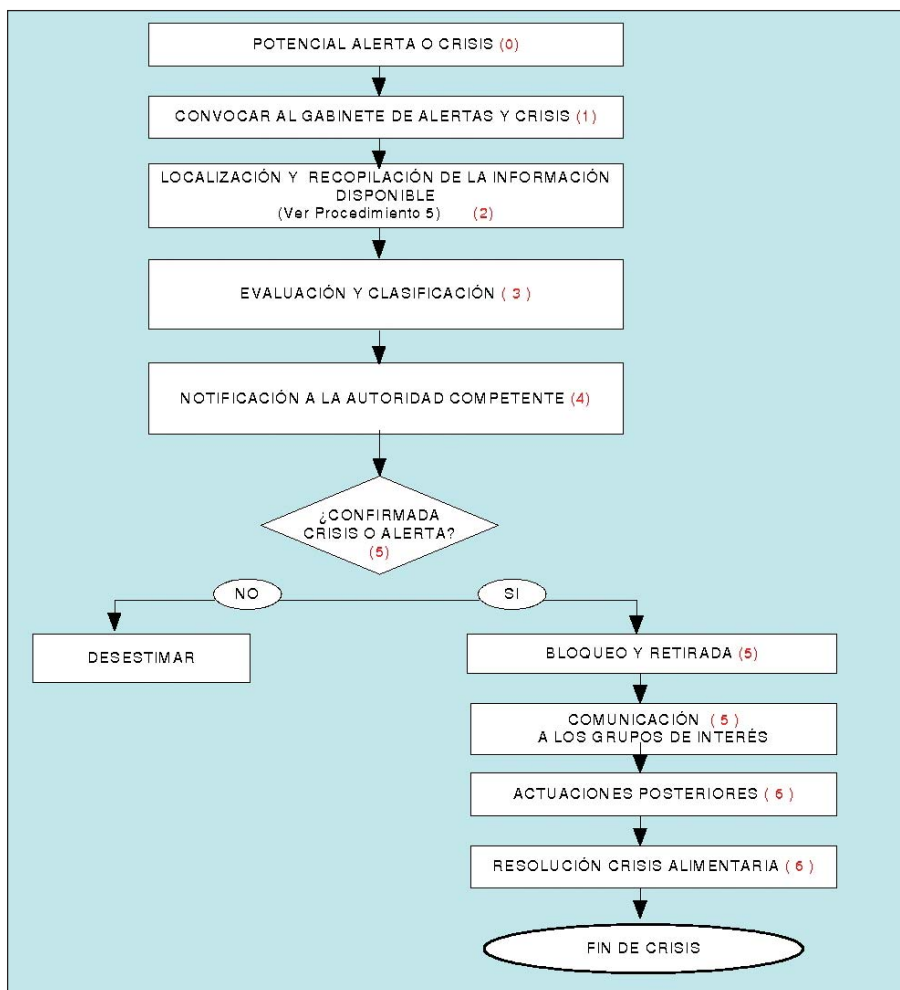 POTENCIAL ALERTA O CRISIS (0)
CONVOCAR AL GABINETE DE ALERTAS Y CRISIS (1)
LOCALIZACIÓN Y RECOPILACIÓN DE LA INFORMACIÓN
DISPONIBLE
(Ver Procedimiento 5) (2)
EVALUACIÓN Y CLASIFICACIÓN ( 3 )
NOTIFICACIÓN A LA AUTORIDAD COMPETENTE (4)
¿CONFIRMADA
CRISIS O ALERTA?
(5)
NO
SI
DESESTIMAR
BLOQUEO Y RETIRADA (5)
COMUNICACIÓN ( 5 )
A LOS GRUPOS DE INTERÉS
ACTUACIONES POSTERIORES ( 6 )
RESOLUCIÓN CRISIS ALIMENTARIA ( 6 )
FIN DE CRISIS